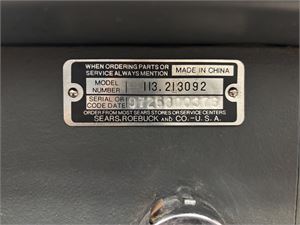 WHEN ORDERING PARTS OR
SERVICE ALWAYS MENTION
MADE IN CHINA
MODEL
NUMBER
113.213092
SERIAL OR
CODE DATE
ORDER FROM MOST SEARS STORES OR SERVICE CENTERS
SEARS, ROEBUCK AND CO.-U.S.A.